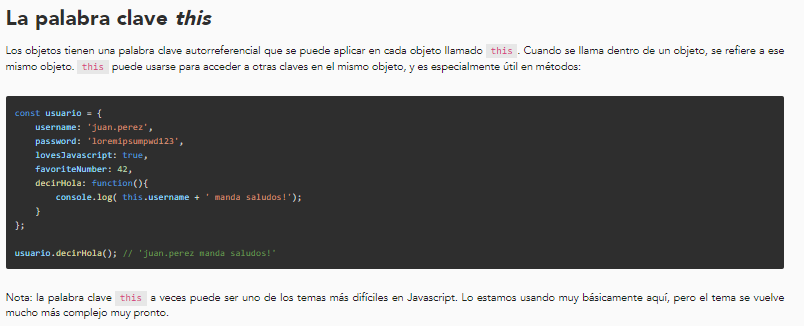 La palabra clave this
Los objetos tienen una palabra clave autorreferencial que se puede aplicar en cada objeto llamado this . Cuando se llama dentro de un objeto, se refiere a ese
mismo objeto. this puede usarse para acceder a otras claves en el mismo objeto, y es especialmente útil en métodos:
const usuario = {
    username: 'juan.perez',
    password: 'loremipsumpwd123',
    lovesJavascript: true,
    favoriteNumber: 42,
    decirHola: function(){
        console.log( this.username + ' manda saludos!');
    }
};
usuario.decirHola(); // 'juan.perez manda saludos!'
Nota: la palabra clave this a veces puede ser uno de los temas más difíciles en Javascript. Lo estamos usando muy básicamente aquí, pero el tema se vuelve
mucho más complejo muy pronto.